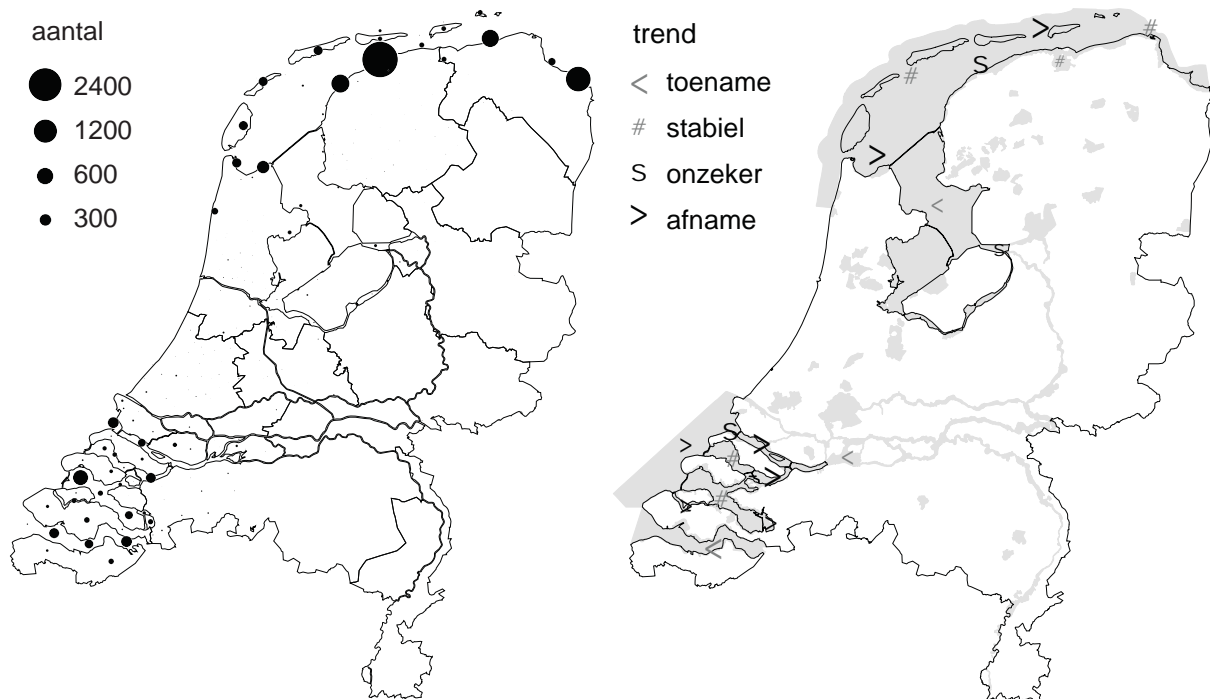 aantal
2400
1200
600
300
trend
< toename
# stabiel
S onzeker
> afname
>
#
S
#
#
>
<
S
S
>
>
#
<
>
#
<